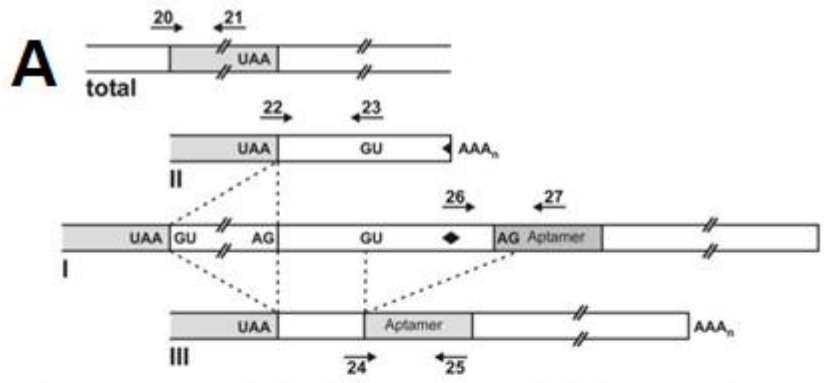 A
20 21
UAA
total
22 23
UAA GU AAAn
II
26 27
UAA GU AG GU AG Aptamer
I
UAA Aptamer AAAn
III
24 25